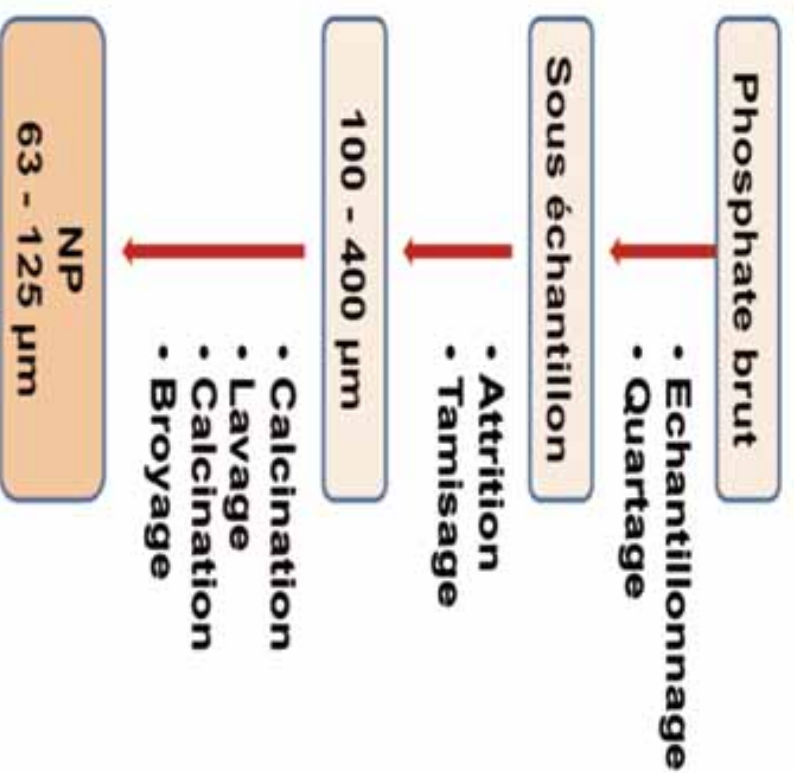 Phosphate brut
• Echantillonnage
• Quartage
Sous échantillon
• Attrition
• Tamisage
100 - 400 µm
• Calcination
• Lavage
• Calcination
• Broyage
NP
63 - 125 µm